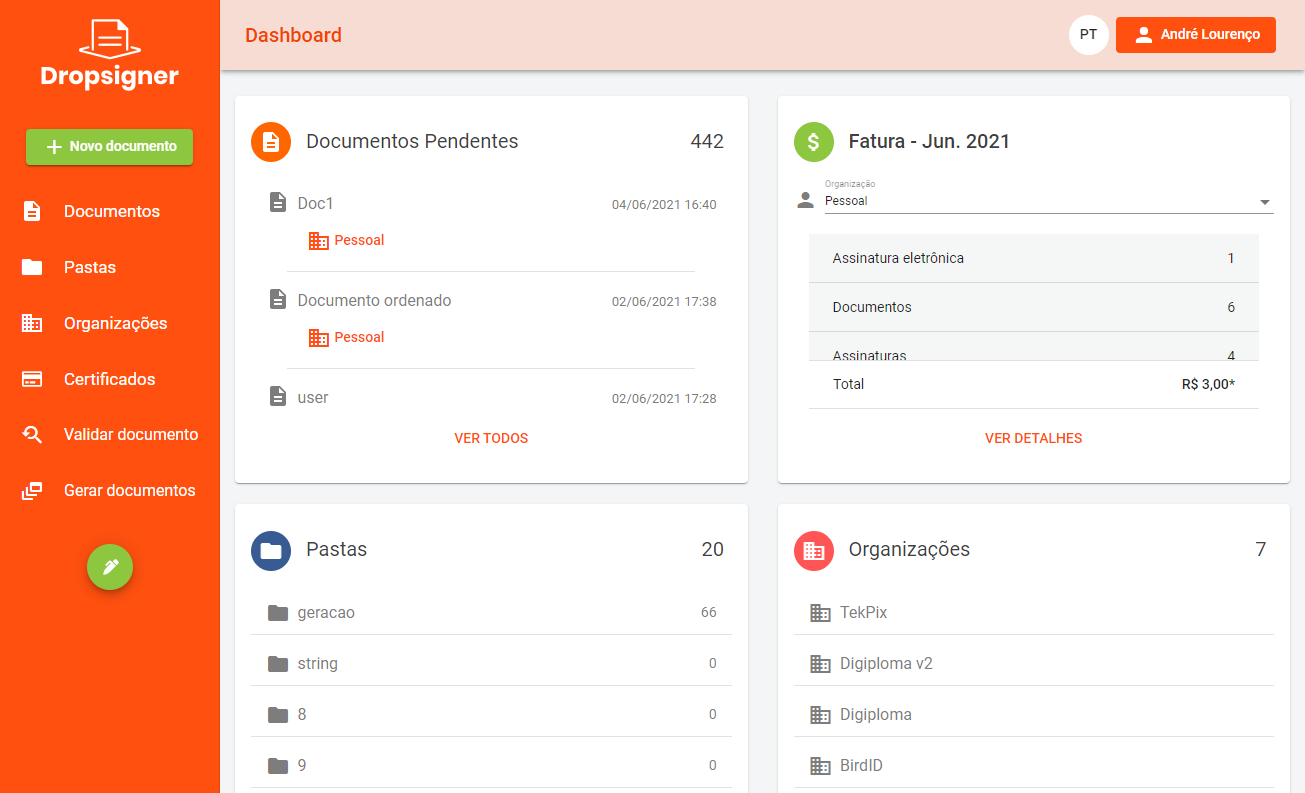 Dropsigner
Novo documento
Documentos
Pastas
Organizações
Certificados
Validar documento
Gerar documentos
Dashboard
PT
André Lourenço
Documentos Pendentes 442
Doc1 04/06/2021 16:40
Pessoal
Documento ordenado 02/06/2021 17:38
Pessoal
user 02/06/2021 17:28
VER TODOS
Fatura - Jun. 2021
Organização
Pessoal
Assinatura eletrônica 1
Documentos 6
Assinaturas 4
Total R$ 3,00*
VER DETALHES
Pastas 20
geracao 66
string 0
8 0
9 0
Organizações 7
TekPix
Digiploma v2
Digiploma
BirdID